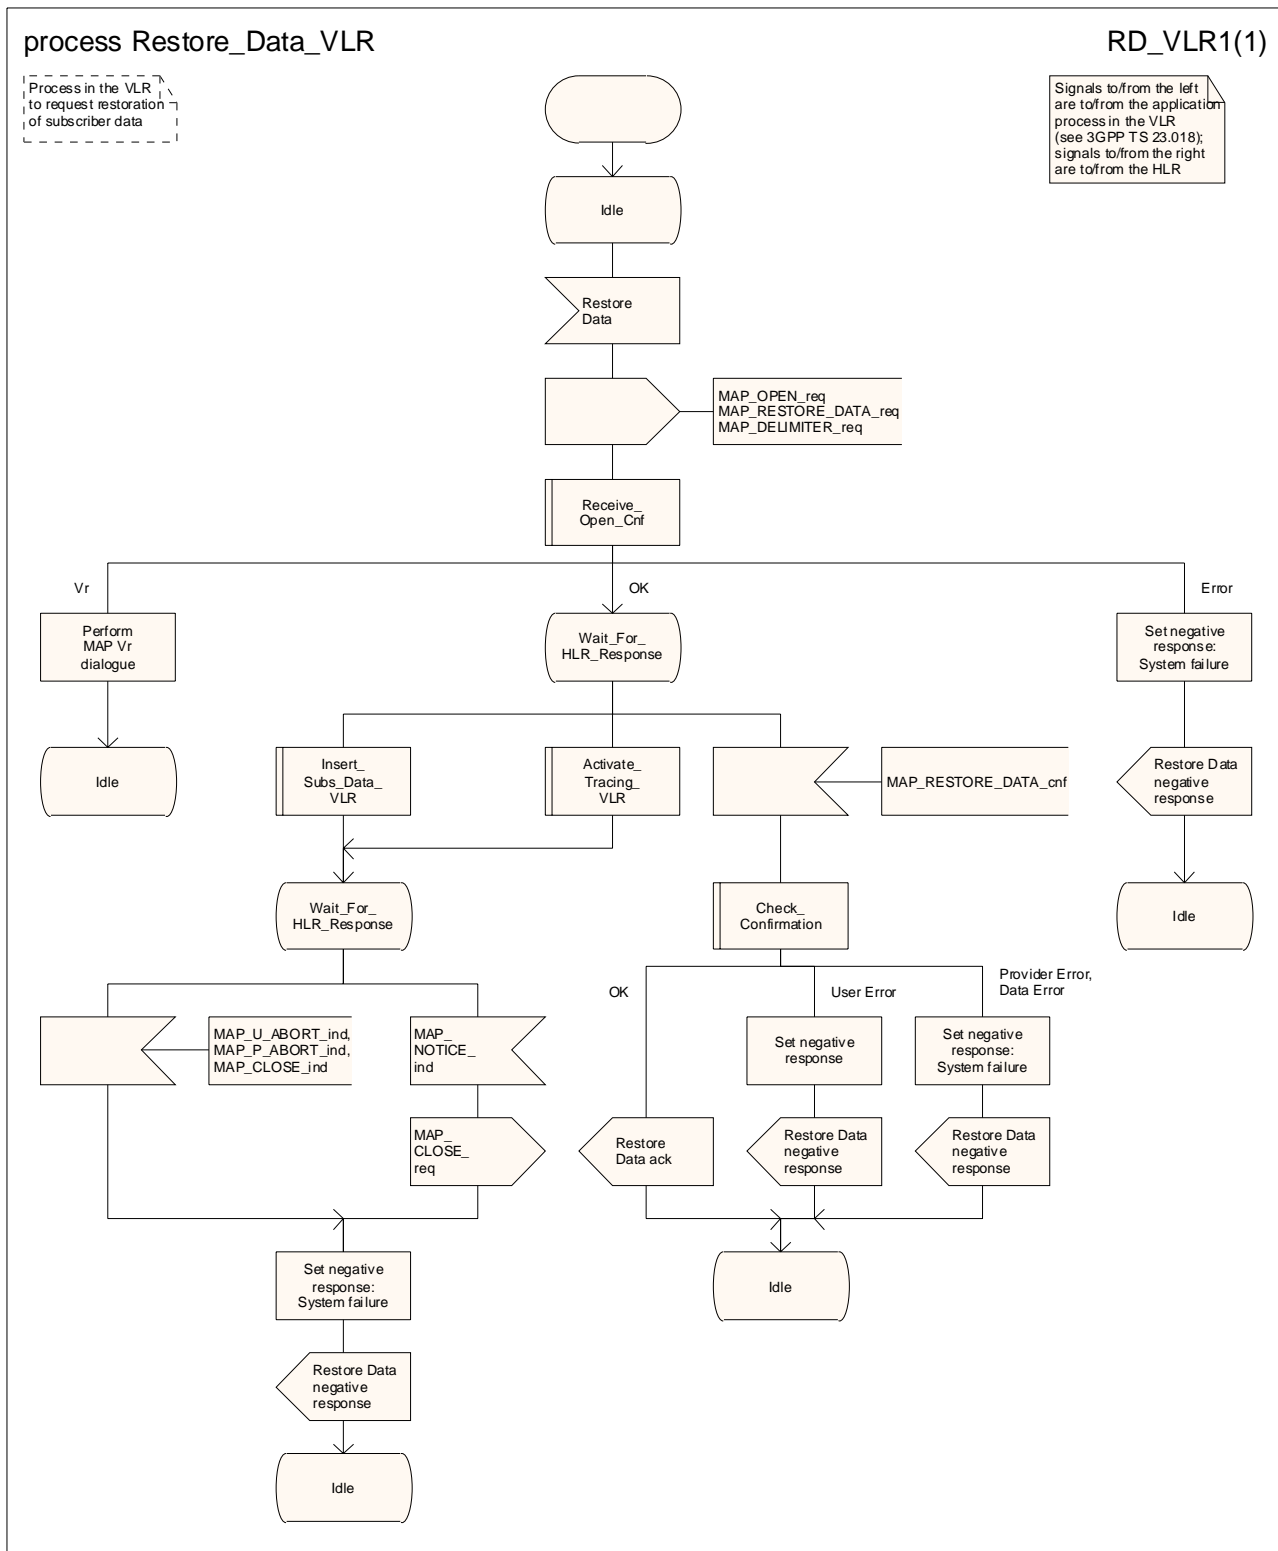 process Restore_Data_VLR
RD_VLR1(1)
Process in the VLR
to request restoration
of subscriber data
Signals to/from the left
are to/from the application
process in the VLR
(see 3GPP TS 23.018);
signals to/from the right
are to/from the HLR
Idle
Restore
Data
MAP_OPEN_req
MAP_RESTORE_DATA_req
MAP_DELIMITER_req
Receive_
Open_Cnf
Vr
OK
Error
Perform
MAP Vr
dialogue
Wait_For_
HLR_Response
Set negative
response:
System failure
Idle
Insert_
Subs_Data_
VLR
Activate_
Tracing_
VLR
MAP_RESTORE_DATA_cnf
Restore Data
negative
response
Wait_For_
HLR_Response
Check_
Confirmation
Idle
OK
User Error
Provider Error,
Data Error
MAP_U_ABORT_ind,
MAP_P_ABORT_ind,
MAP_CLOSE_ind
MAP_
NOTICE_
ind
Set negative
response
Set negative
response:
System failure
MAP_
CLOSE_
req
Restore
Data ack
Restore Data
negative
response
Restore Data
negative
response
Set negative
response:
System failure
Idle
Restore Data
negative
response
Idle